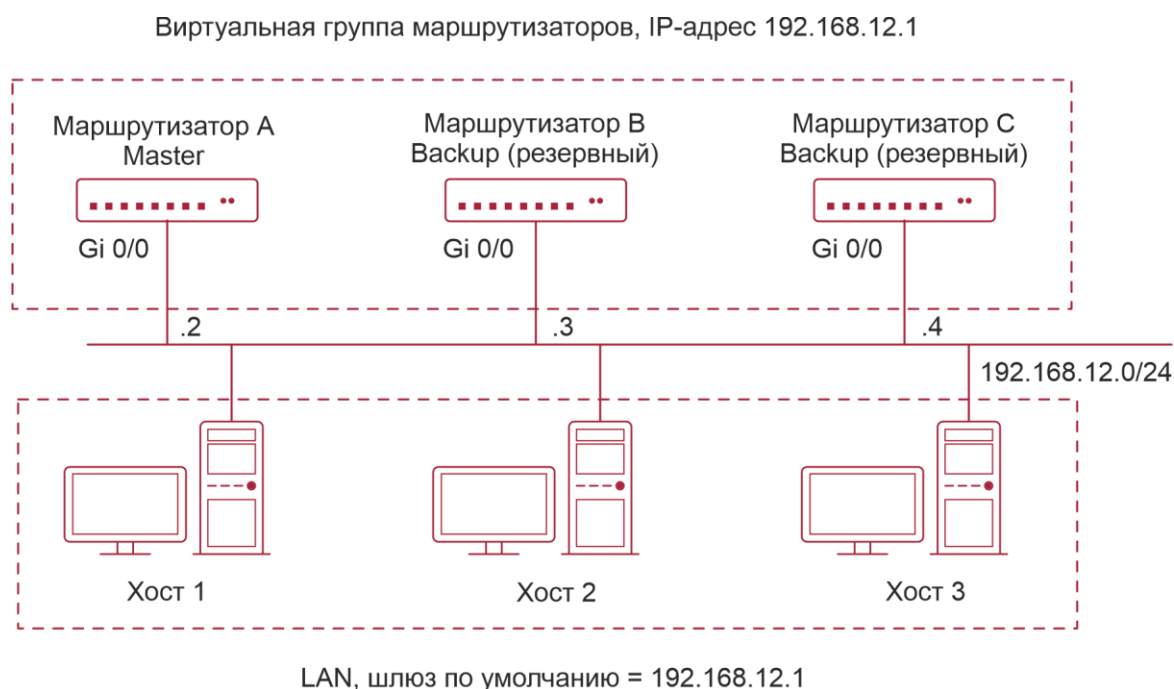 Виртуальная группа маршрутизаторов, IP-адрес 192.168.12.1
Маршрутизатор A
Master
Маршрутизатор B
Backup (резервный)
Маршрутизатор C
Backup (резервный)
Gi 0/0
Gi 0/0
Gi 0/0
.2
.3
.4
192.168.12.0/24
Хост 1
Хост 2
Хост 3
LAN, шлюз по умолчанию = 192.168.12.1